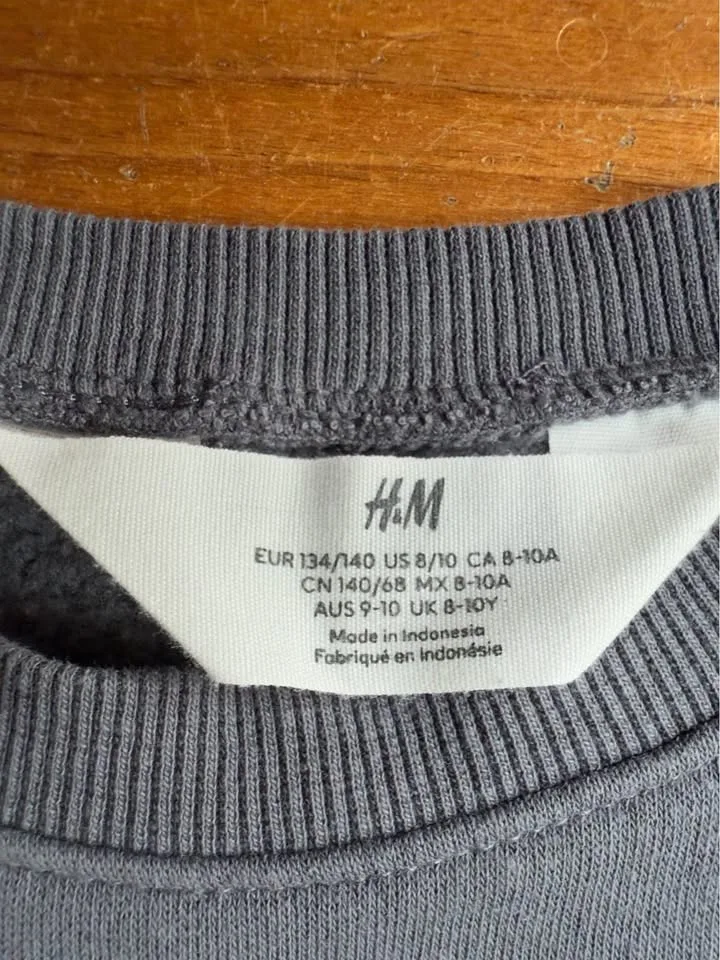 H&M
EUR 134/140 US 8/10 CA 8-10A
CN 140/68 MX 8-10A
AUS 9-10 UK 8-10Y
Made in Indonesia
Fabriqué en Indonésie